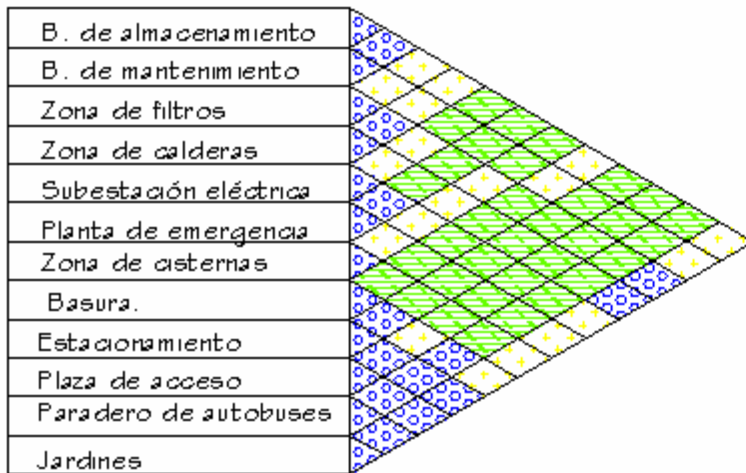 B. de almacenamiento
B. de mantenimiento
Zona de filtros
Zona de calderas
Subestación eléctrica
Planta de emergencia
Zona de cisternas
Basura.
Estacionamiento
Plaza de acceso
Paradero de autobuses
Jardines